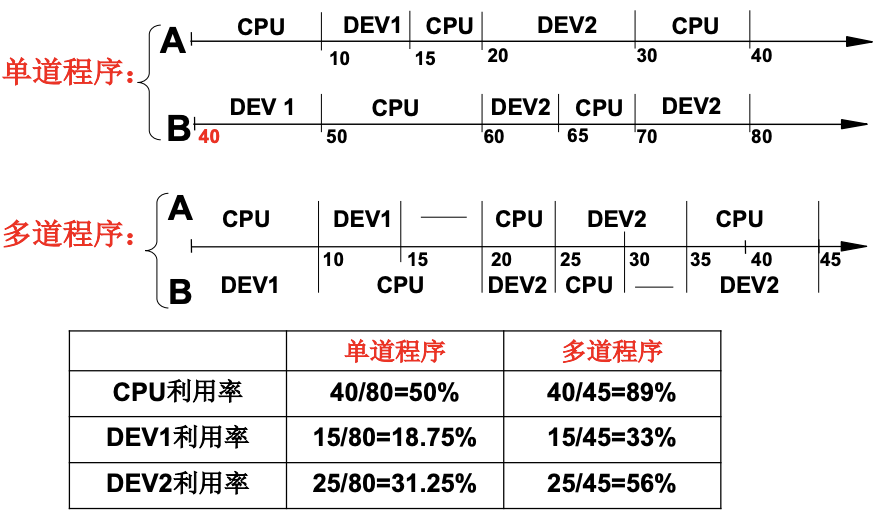 CPU DEV1 CPU DEV2 CPU
A
10 15 20 30 40
单道程序：
DEV 1 CPU DEV2 CPU DEV2
B
40 50 60 65 70 80
A
CPU DEV1 CPU DEV2 CPU
多道程序：
10 15 20 25 30 35 40 45
B
DEV1 CPU DEV2 CPU DEV2
单道程序 多道程序
CPU利用率 40/80=50% 40/45=89%
DEV1利用率 15/80=18.75% 15/45=33%
DEV2利用率 25/80=31.25% 25/45=56%